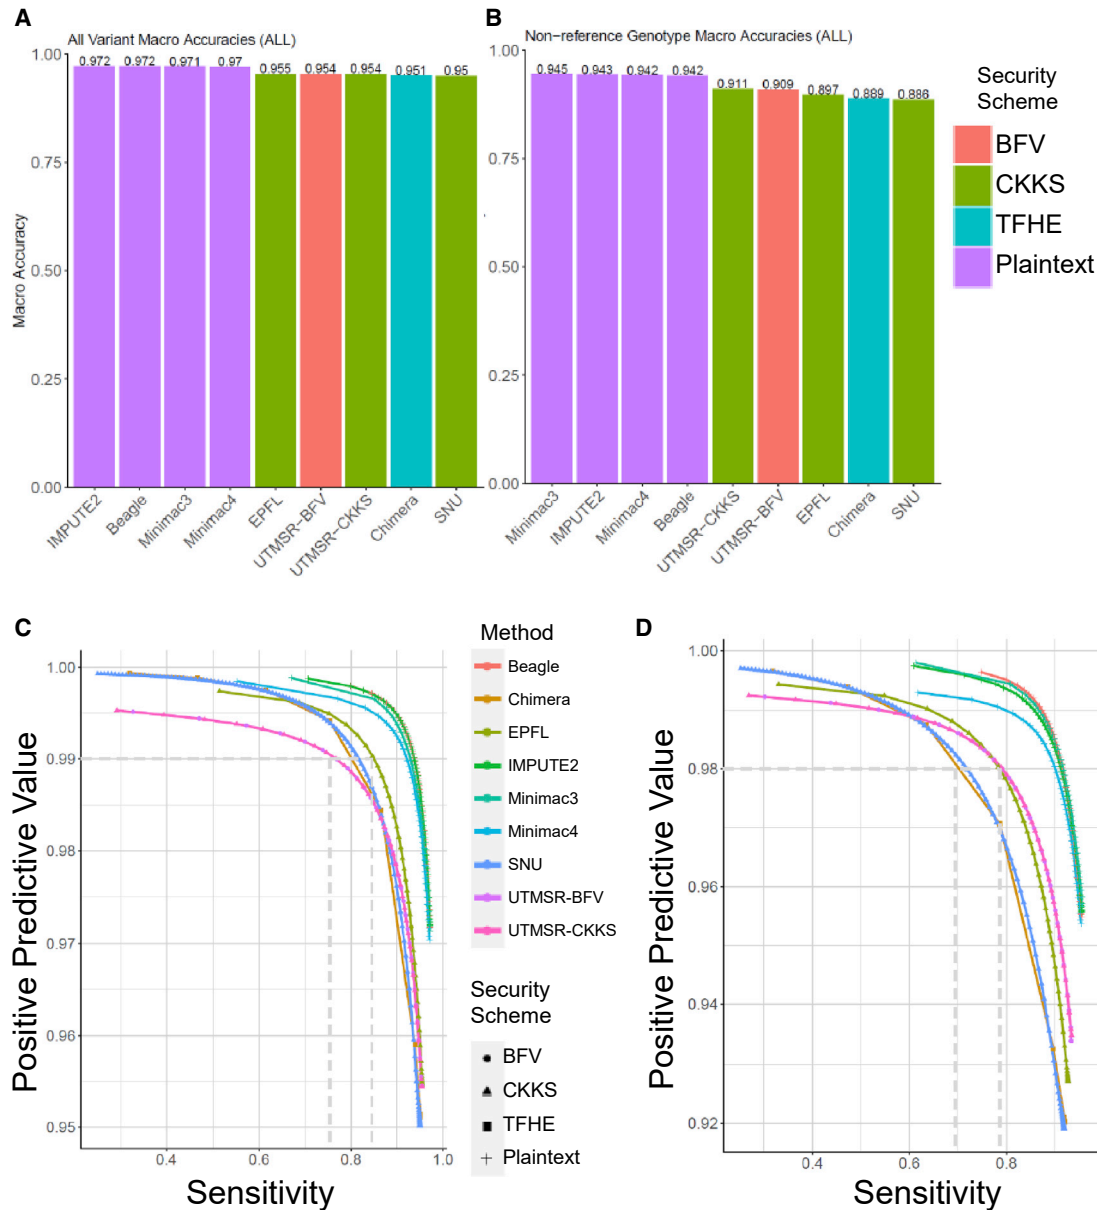 A
All Variant Macro Accuracies (ALL)
Macro Accuracy
1.00
0.75
0.50
0.25
0.00
0.972
0.972
0.971
0.97
0.955
0.954
0.954
0.951
0.95
IMPUTE2
Beagle
Minimac3
Minimac4
EPFL
UTMSR-BFV
UTMSR-CKKS
Chimera
SNU
B
Non-reference Genotype Macro Accuracies (ALL)
1.00
0.75
0.50
0.25
0.00
0.945
0.943
0.942
0.942
0.911
0.909
0.897
0.889
0.886
Minimac3
IMPUTE2
Minimac4
Beagle
UTMSR-CKKS
UTMSR-BFV
EPFL
Chimera
SNU
Security
Scheme
BFV
CKKS
TFHE
Plaintext
C
Positive Predictive Value
1.00
0.99
0.98
0.97
0.96
0.95
0.4
0.6
0.8
1.0
Sensitivity
Method
Beagle
Chimera
EPFL
IMPUTE2
Minimac3
Minimac4
SNU
UTMSR-BFV
UTMSR-CKKS
Security
Scheme
BFV
CKKS
TFHE
Plaintext
D
Positive Predictive Value
1.00
0.98
0.96
0.94
0.92
0.4
0.6
0.8
Sensitivity